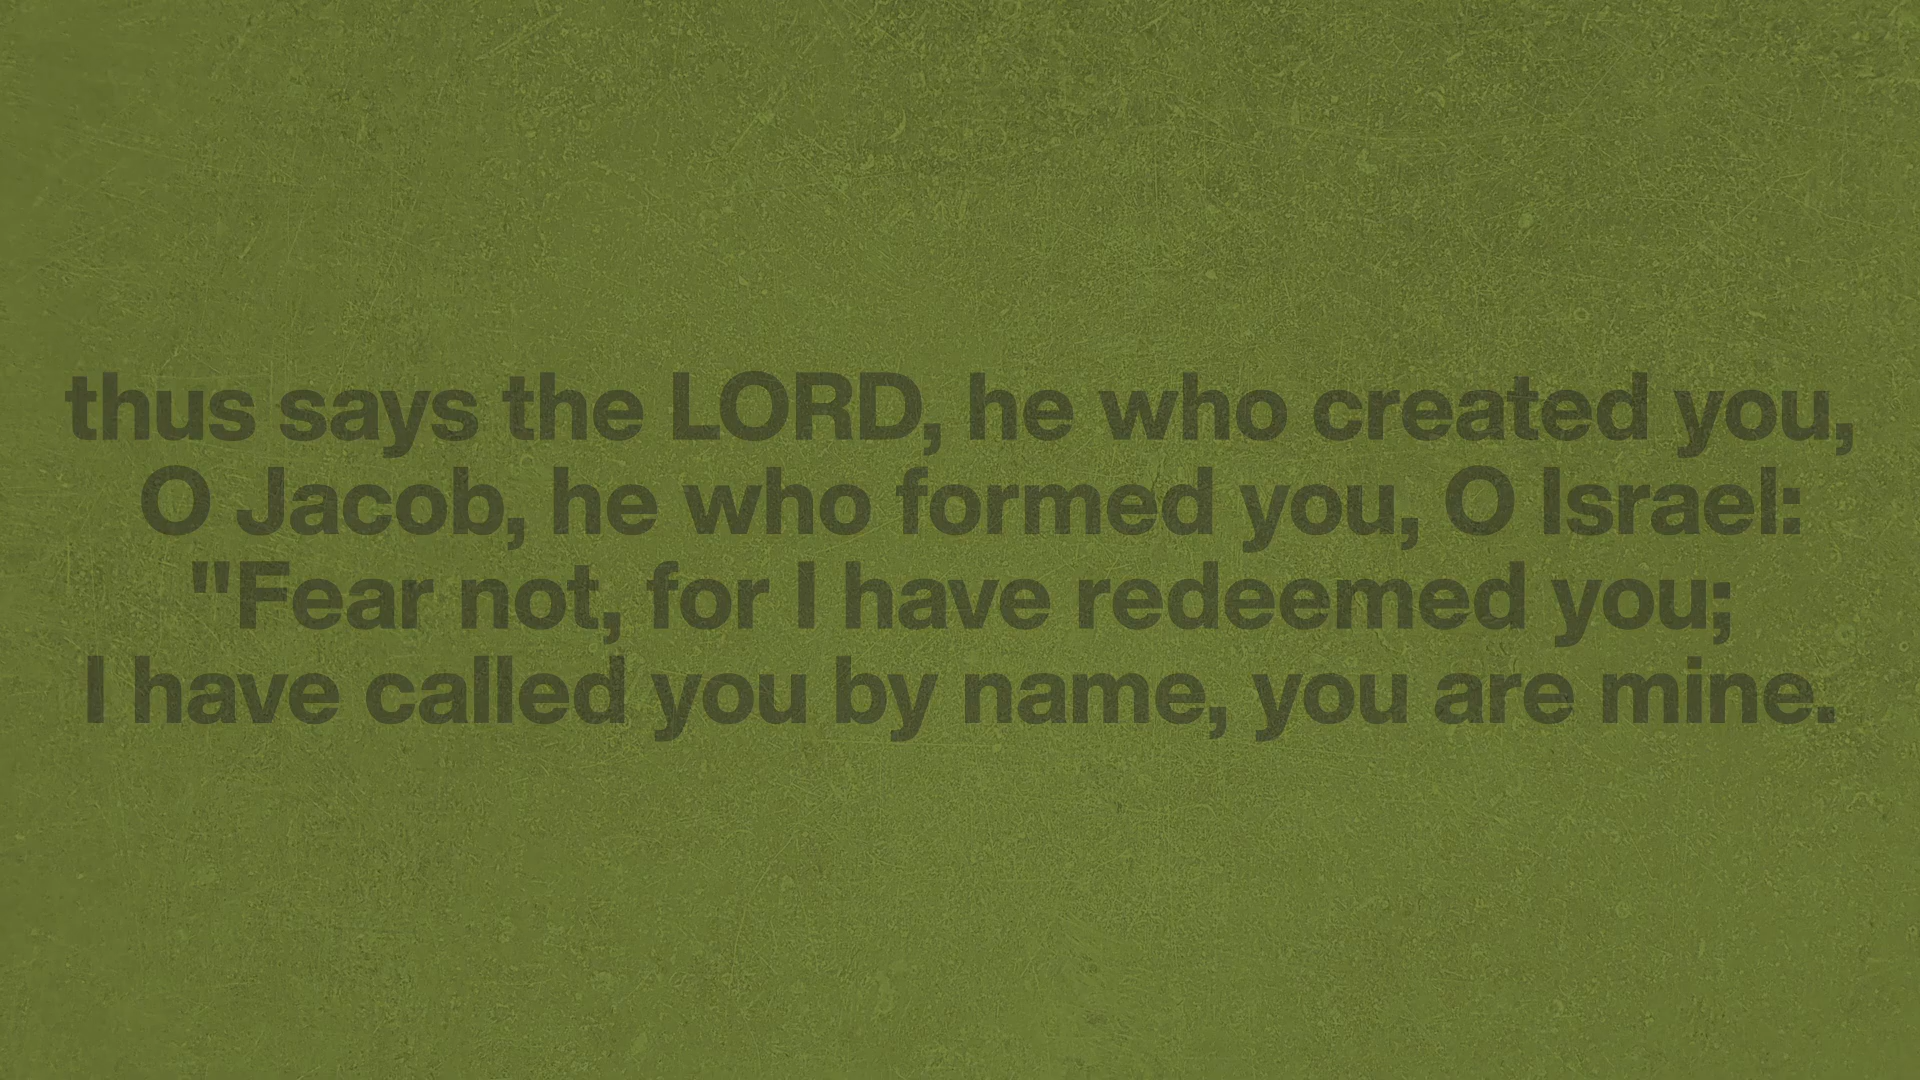 thus says the LORD, he who created you,
O Jacob, he who formed you, O Israel:
"Fear not, for I have redeemed you;
I have called you by name, you are mine.